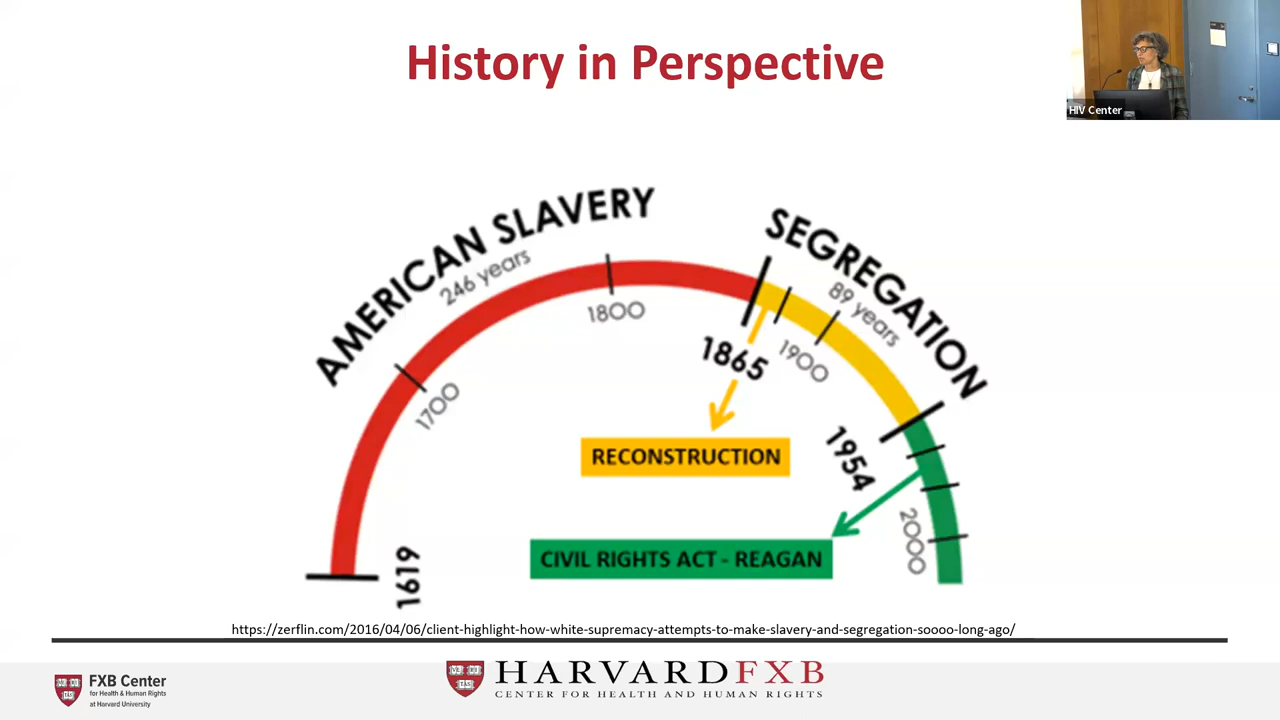 History in Perspective
HIV Center
AMERICAN SLAVERY
246 years
SEGREGATION
89 years
1619
1700
1800
1865
1900
1954
2000
RECONSTRUCTION
CIVIL RIGHTS ACT - REAGAN
https://zerflin.com/2016/04/06/client-highlight-how-white-supremacy-attempts-to-make-slavery-and-segregation-soooo-long-ago/
FXB Center
for Health & Human Rights
at Harvard University
HARVARDFXB
CENTER FOR HEALTH AND HUMAN RIGHTS